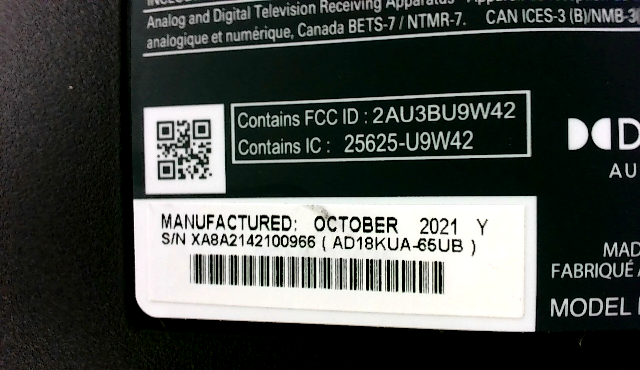 Analog and Digital Television Receiving Apparatus
analogique et numérique, Canada BETS-7 / NTMR-7. CAN ICES-3 (B)/NMB-3
Contains FCC ID : 2AU3BU9W42
Contains IC : 25625-U9W42
AU
MANUFACTURED: OCTOBER 2021 Y
S/N XA8A2142100966 ( AD18KUA-65UB )
MAD
FABRIQUÉ
MODEL